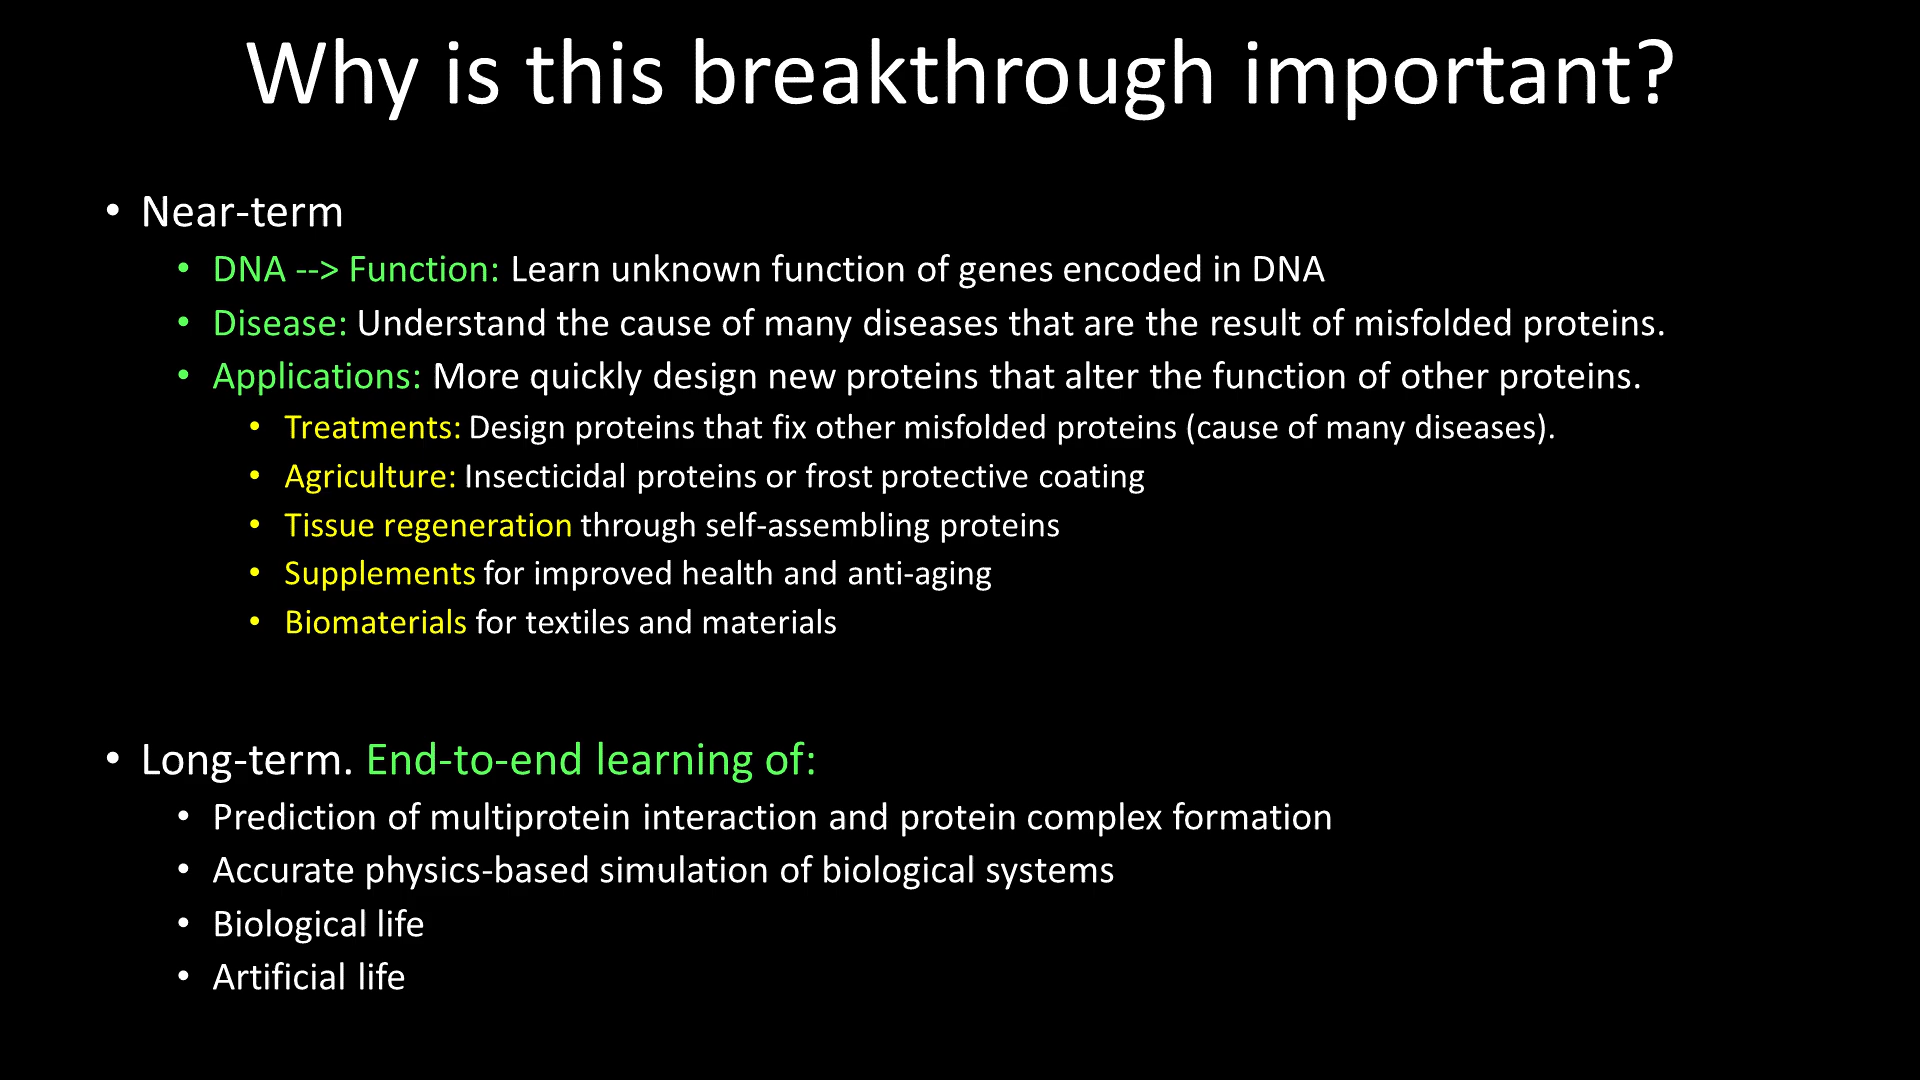 Why is this breakthrough important?
• Near-term
• DNA --> Function: Learn unknown function of genes encoded in DNA
• Disease: Understand the cause of many diseases that are the result of misfolded proteins.
• Applications: More quickly design new proteins that alter the function of other proteins.
• Treatments: Design proteins that fix other misfolded proteins (cause of many diseases).
• Agriculture: Insecticidal proteins or frost protective coating
• Tissue regeneration through self-assembling proteins
• Supplements for improved health and anti-aging
• Biomaterials for textiles and materials
• Long-term. End-to-end learning of:
• Prediction of multiprotein interaction and protein complex formation
• Accurate physics-based simulation of biological systems
• Biological life
• Artificial life